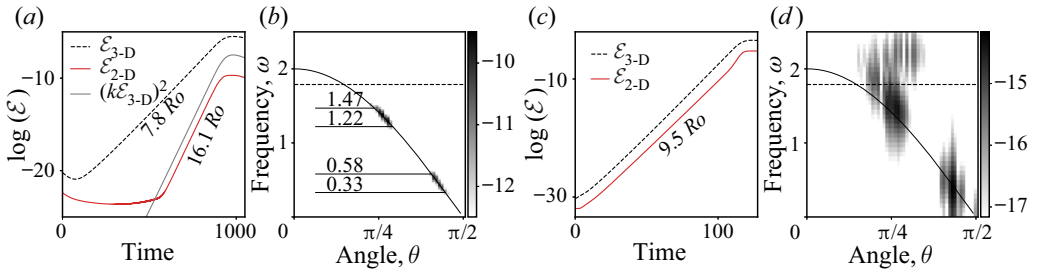 (a)
log (ℰ)
−10
−20
ℰ3-D
ℰ2-D
(kℰ3-D)²
7.8 Ro
16.1 Ro
0
1000
Time
(b)
Frequency, ω
2
1
0
1.47
1.22
0.58
0.33
π/4
π/2
Angle, θ
−10
−11
−12
(c)
log (ℰ)
−10
−30
ℰ3-D
ℰ2-D
9.5 Ro
0
100
Time
(d)
Frequency, ω
2
1
0
π/4
π/2
Angle, θ
−15
−16
−17